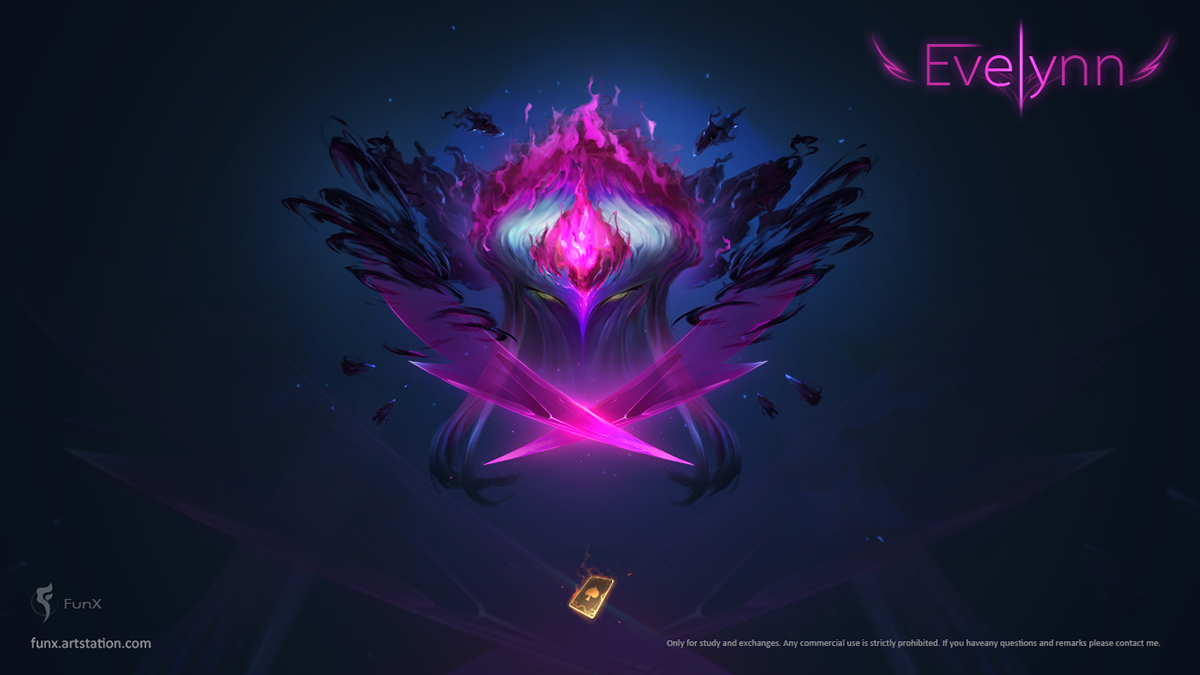 Evelynn
FunX
funx.artstation.com
Only for study and exchanges. Any commercial use is strictly prohibited. If you haveany questions and remarks please contact me.